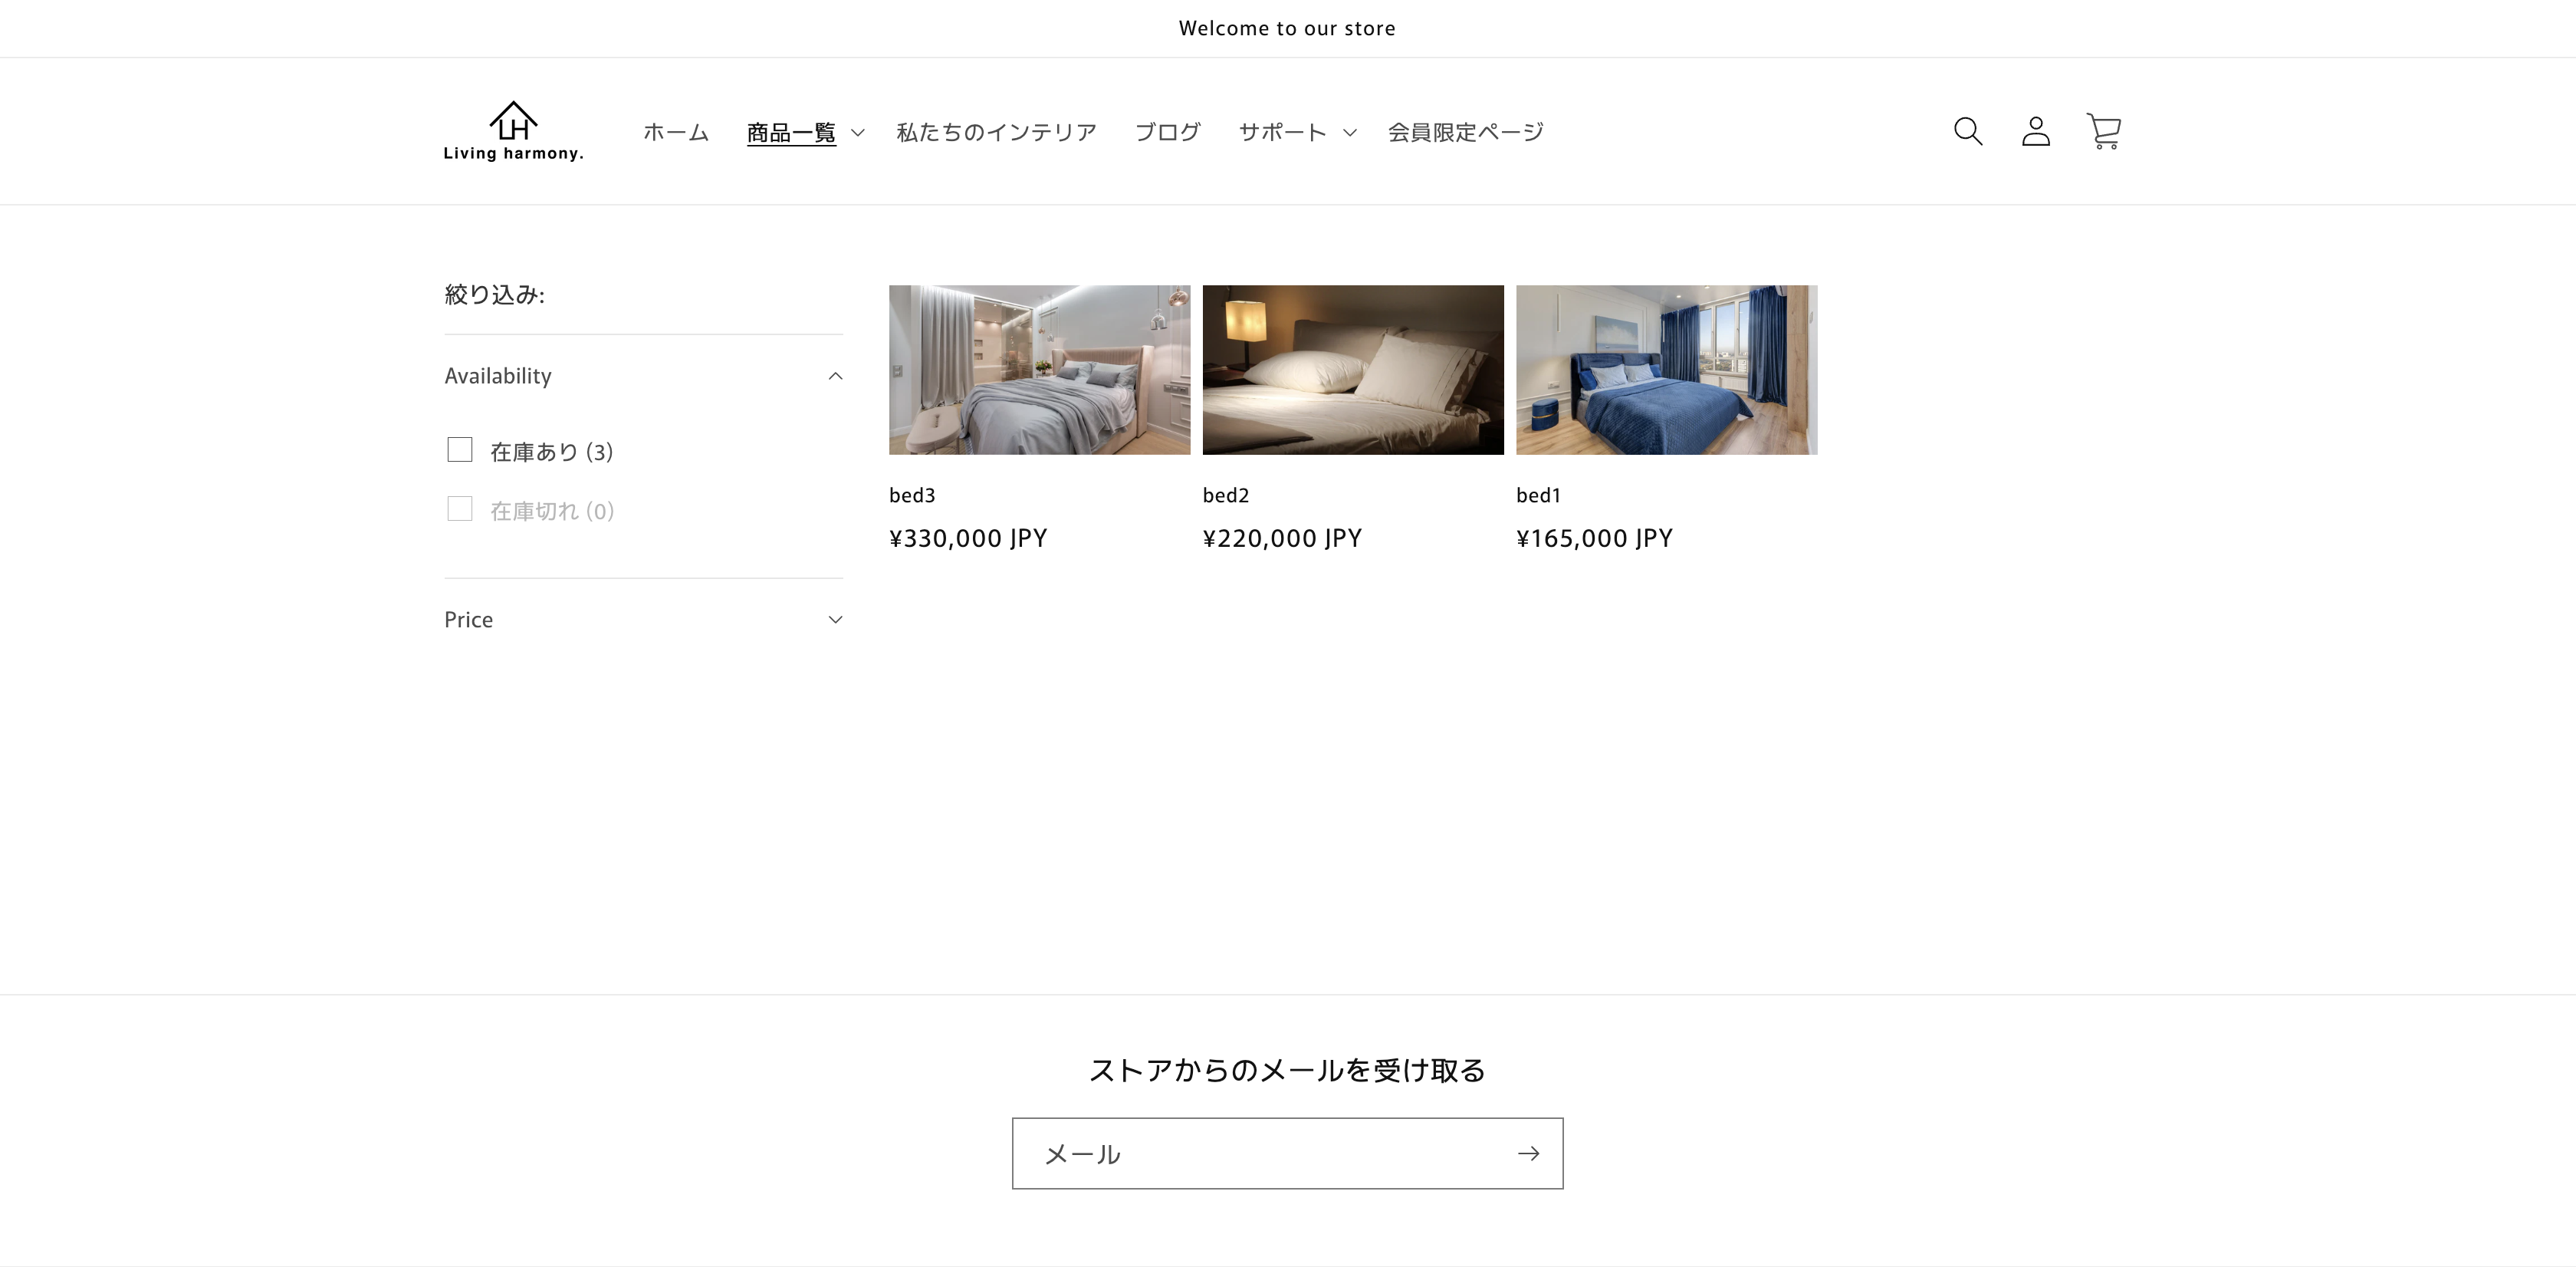 Welcome to our store
LH
Living harmony.
ホーム 商品一覧 私たちのインテリア ブログ サポート 会員限定ページ
絞り込み:
Availability
在庫あり (3)
在庫切れ (0)
Price
bed3 bed2 bed1
¥330,000 JPY ¥220,000 JPY ¥165,000 JPY
ストアからのメールを受け取る
メール